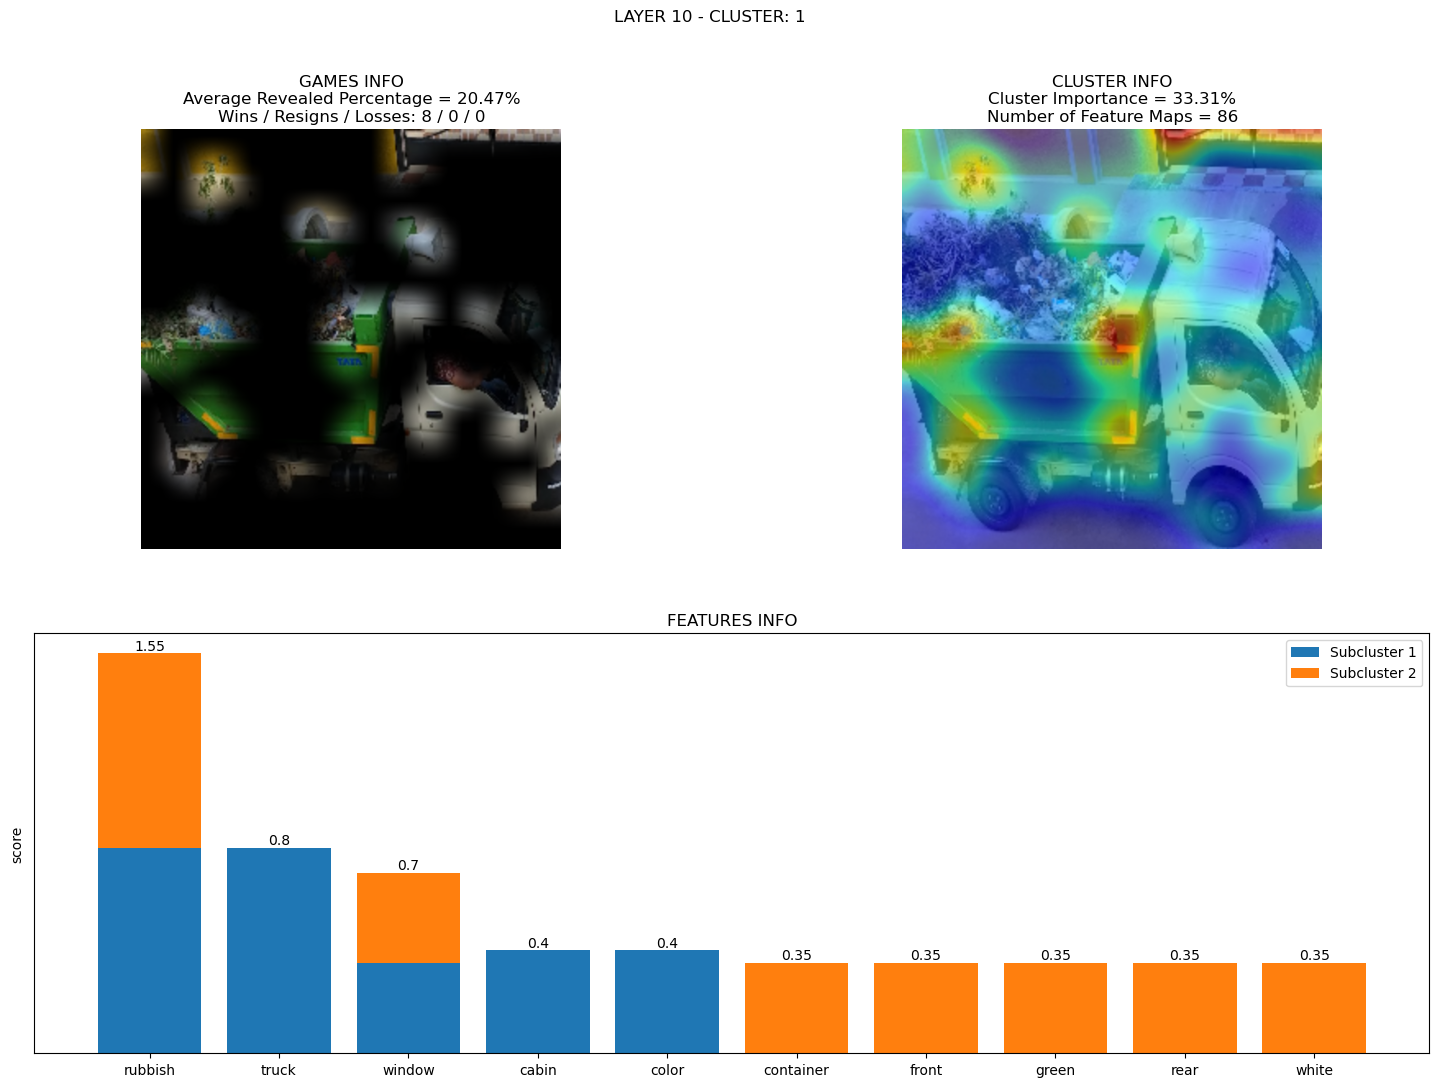 LAYER 10 - CLUSTER: 1
GAMES INFO
Average Revealed Percentage = 20.47%
Wins / Resigns / Losses: 8 / 0 / 0
CLUSTER INFO
Cluster Importance = 33.31%
Number of Feature Maps = 86
FEATURES INFO
score
1.55
0.8
0.7
0.4
0.4
0.35
0.35
0.35
0.35
0.35
Subcluster 1
Subcluster 2
rubbish
truck
window
cabin
color
container
front
green
rear
white